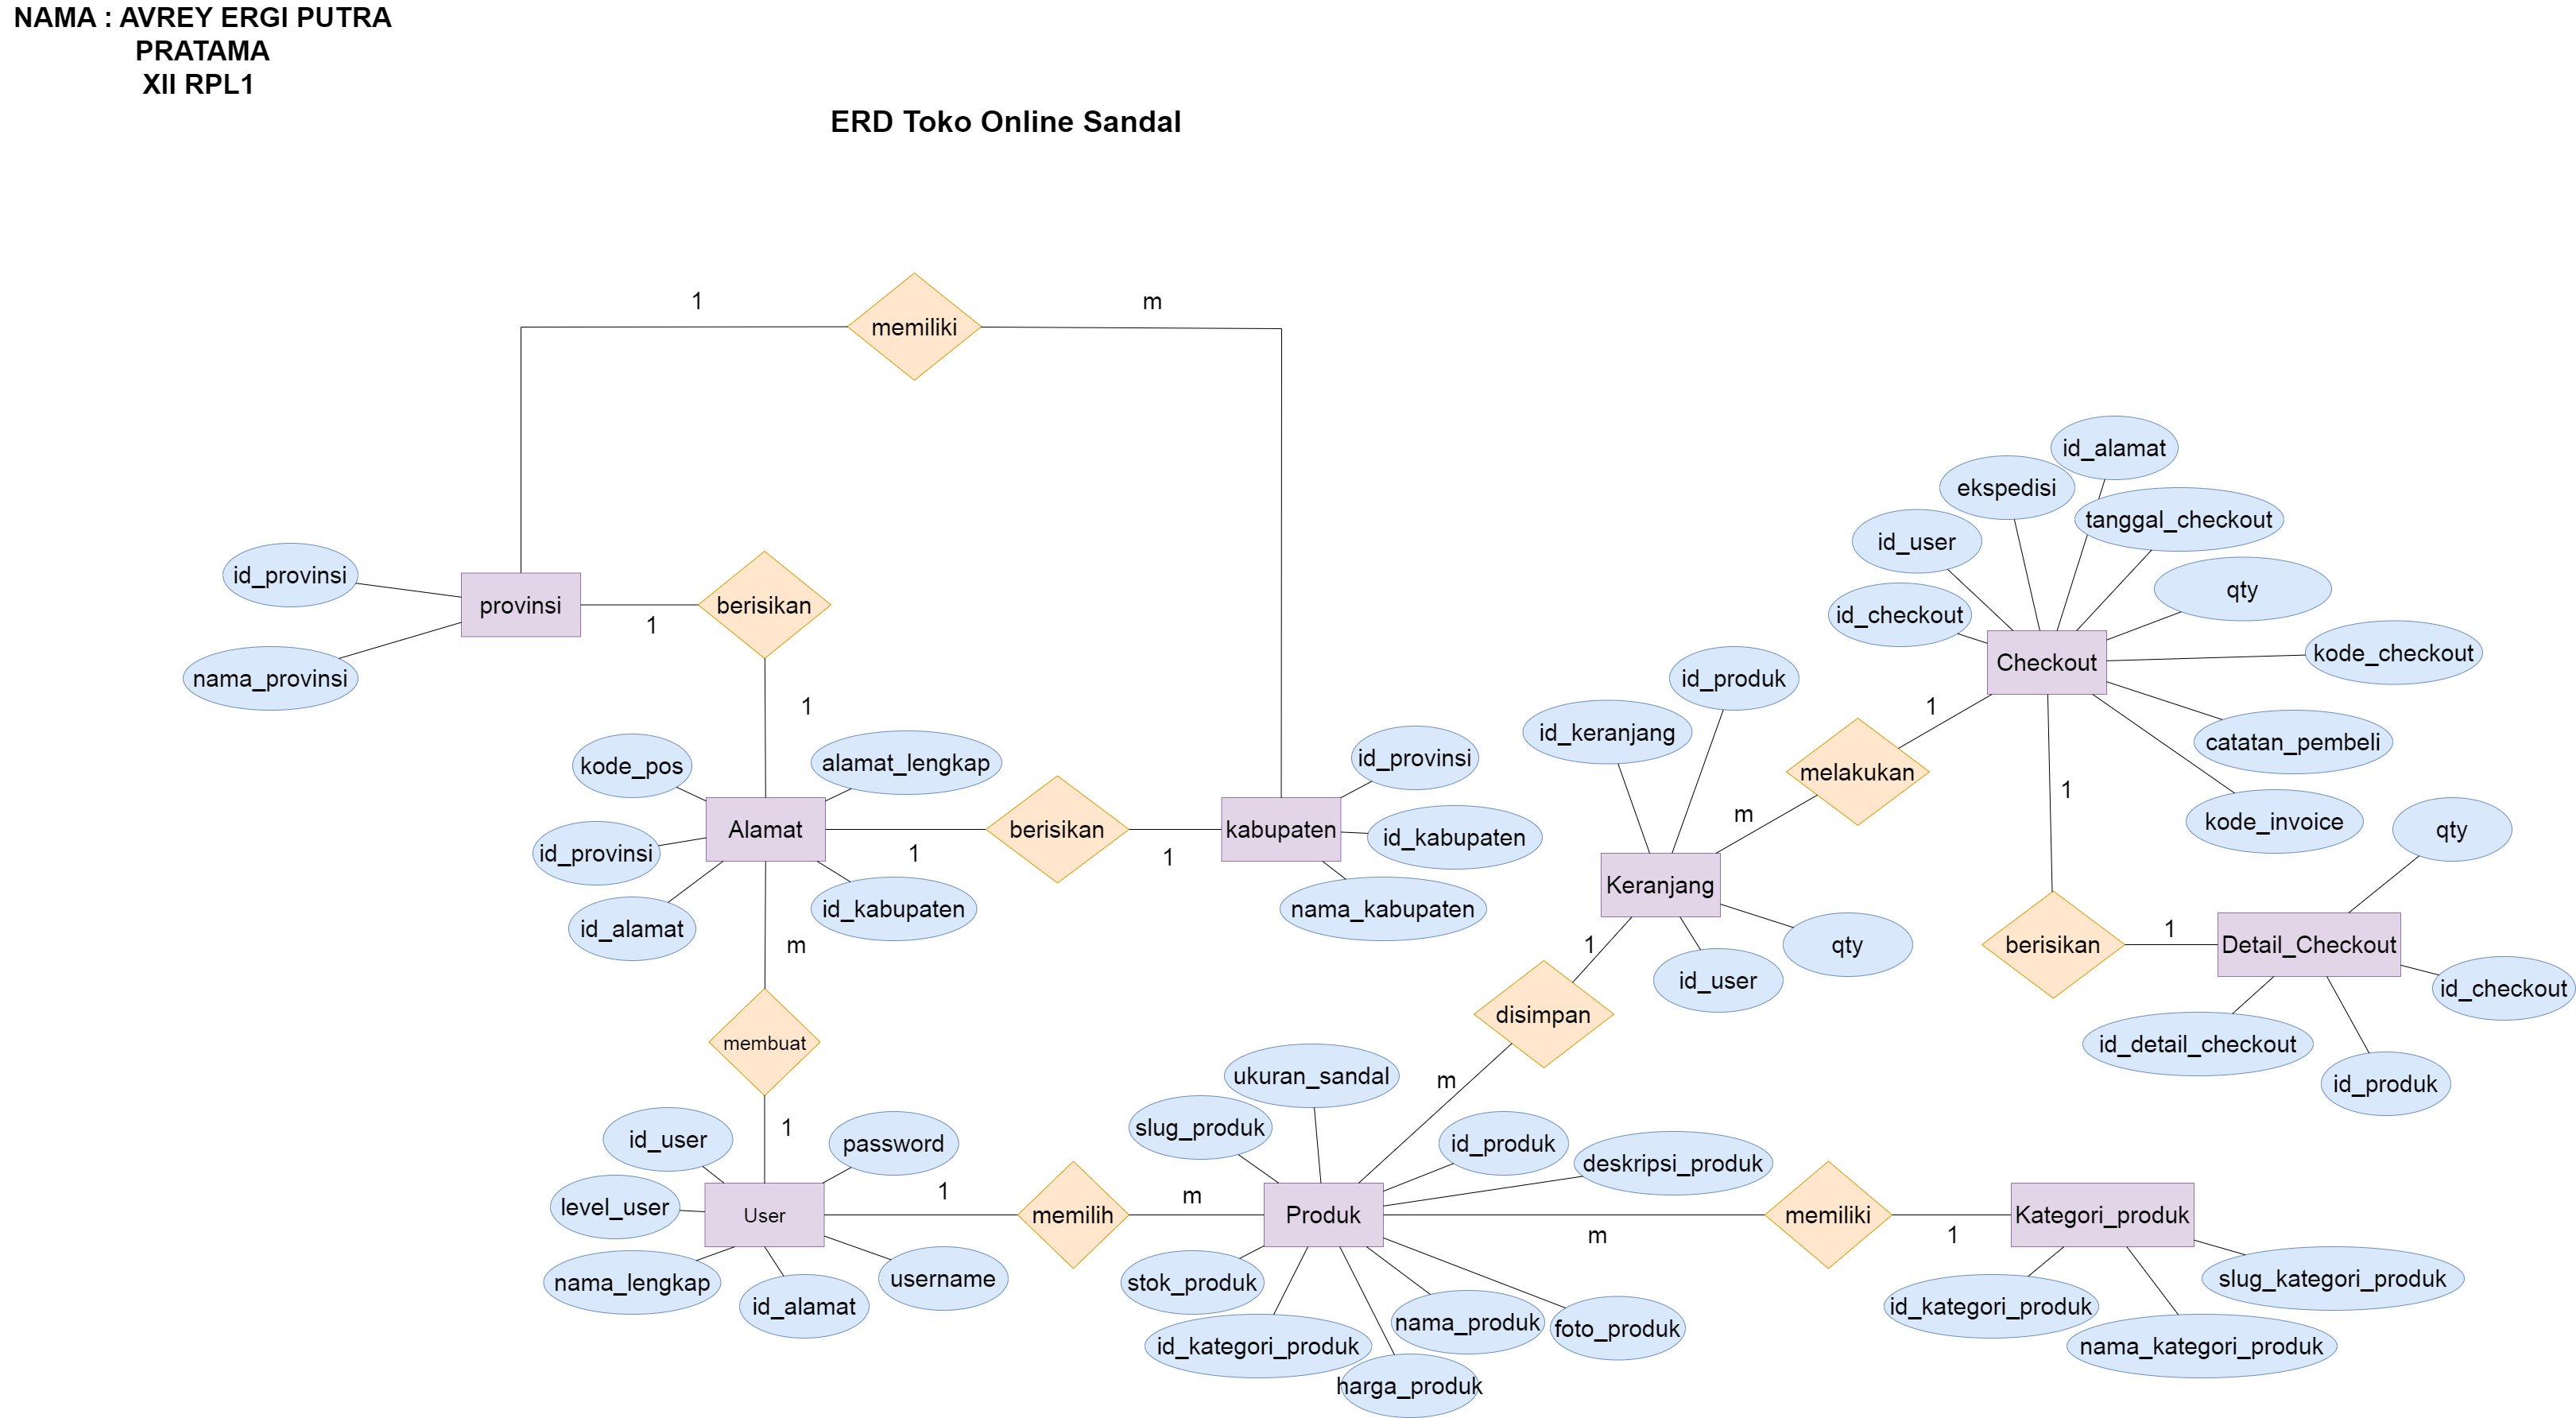 NAMA : AVREY ERGI PUTRA
PRATAMA
XII RPL1
ERD Toko Online Sandal
1
memiliki
m
id_alamat
ekspedisi
tanggal_checkout
id_user
qty
id_checkout
Checkout
kode_checkout
catatan_pembeli
kode_invoice
id_provinsi
provinsi
nama_provinsi
1
berisikan
1
kode_pos
alamat_lengkap
Alamat
id_provinsi
id_alamat
id_kabupaten
1
berisikan
1
kabupaten
id_provinsi
id_kabupaten
nama_kabupaten
id_produk
id_keranjang
1
melakukan
m
Keranjang
qty
id_user
1
berisikan
1
qty
Detail_Checkout
id_checkout
id_detail_checkout
id_produk
1
disimpan
m
m
membuat
1
id_user
password
level_user
User
nama_lengkap
id_alamat
username
1
memilih
m
ukuran_sandal
slug_produk
id_produk
deskripsi_produk
Produk
stok_produk
id_kategori_produk
harga_produk
nama_produk
foto_produk
m
memiliki
1
Kategori_produk
slug_kategori_produk
id_kategori_produk
nama_kategori_produk